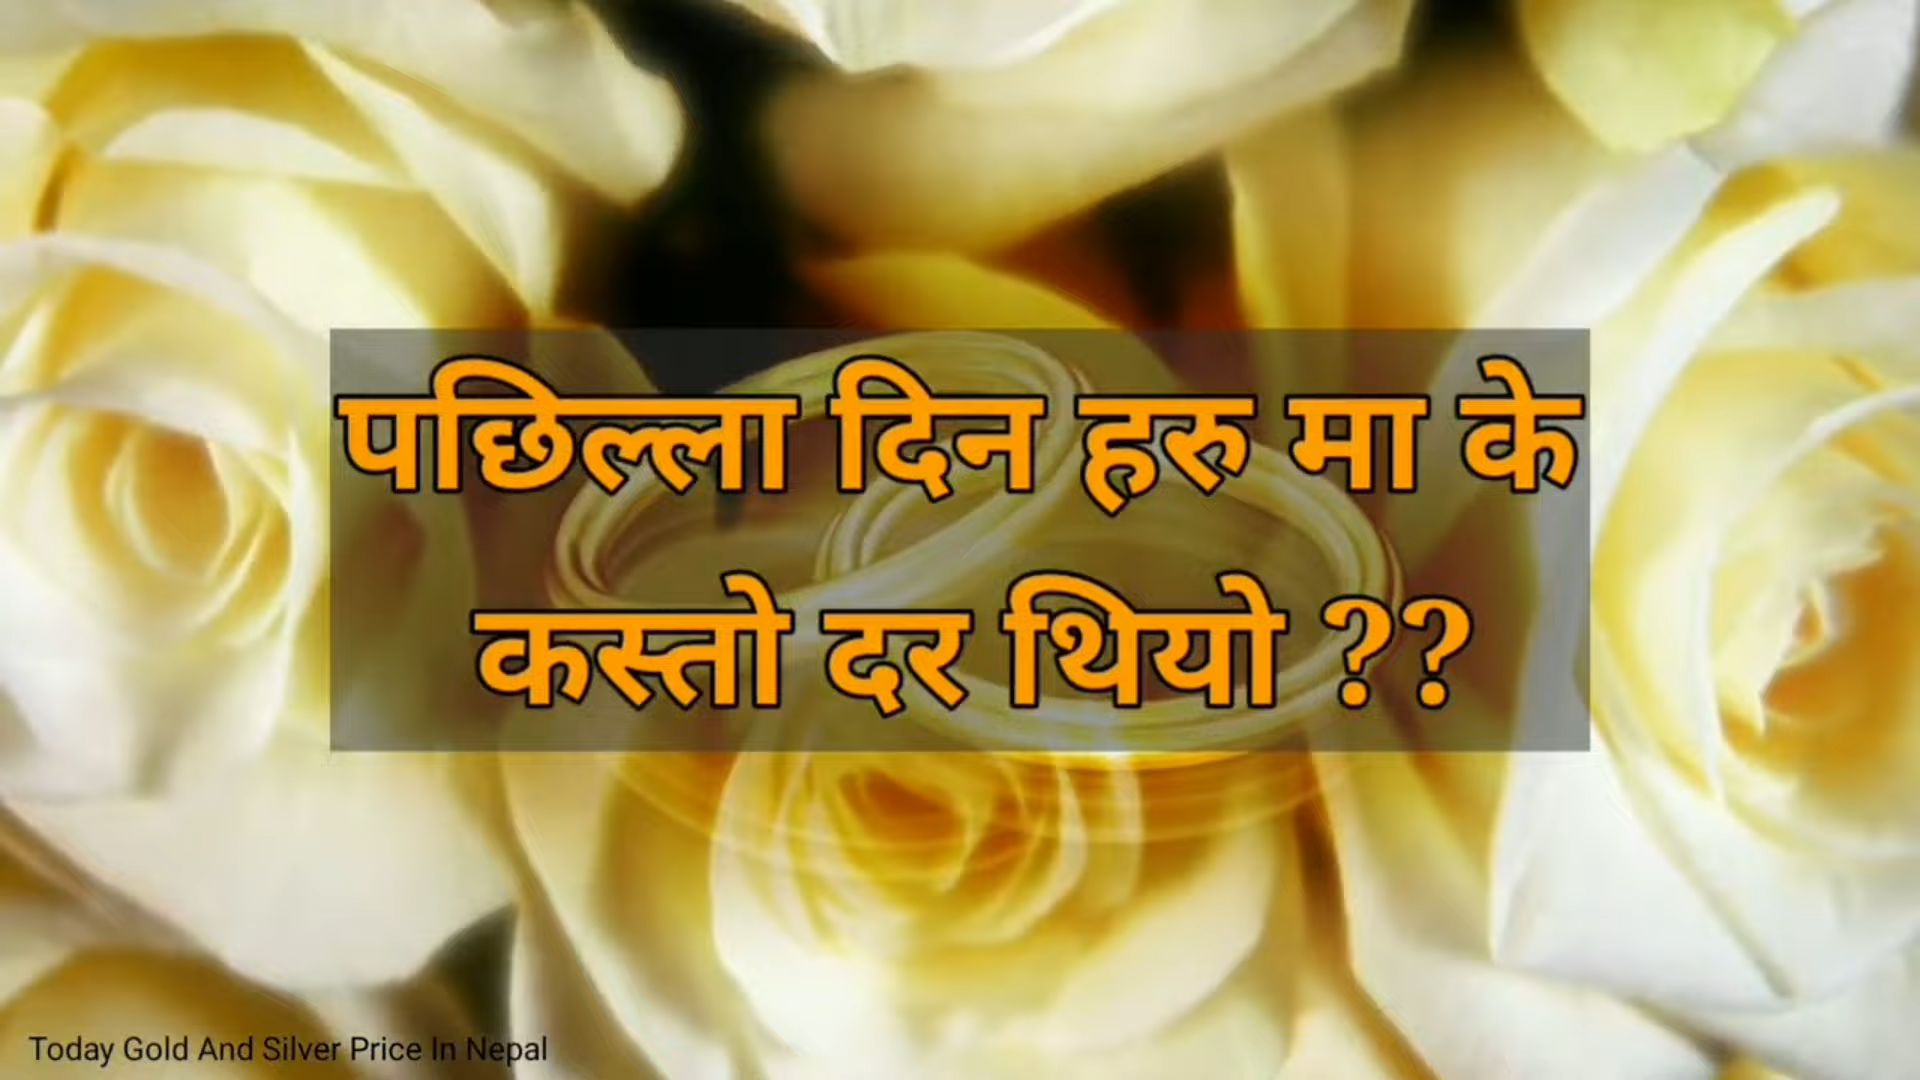 पछिल्ला दिन हरु मा के
कस्तो दर थियो ??
Today Gold And Silver Price In Nepal